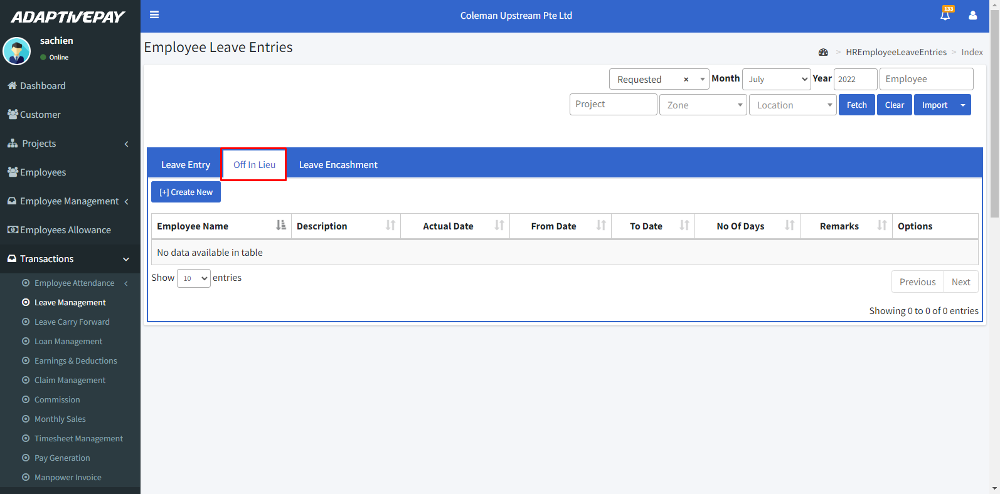 ADAPTIVEPAY
sachien
Online
Dashboard
Customer
Projects
Employees
Employee Management
Employees Allowance
Transactions
Employee Attendance
Leave Management
Leave Carry Forward
Loan Management
Earnings & Deductions
Claim Management
Commission
Monthly Sales
Timesheet Management
Pay Generation
Manpower Invoice
Coleman Upstream Pte Ltd
133
Employee Leave Entries
> HREmployeeLeaveEntries > Index
Requested × Month July Year 2022 Employee
Project Zone Location Fetch Clear Import
Leave Entry Off In Lieu Leave Encashment
[+] Create New
Employee Name Description Actual Date From Date To Date No Of Days Remarks Options
No data available in table
Show 10 entries
Previous Next
Showing 0 to 0 of 0 entries